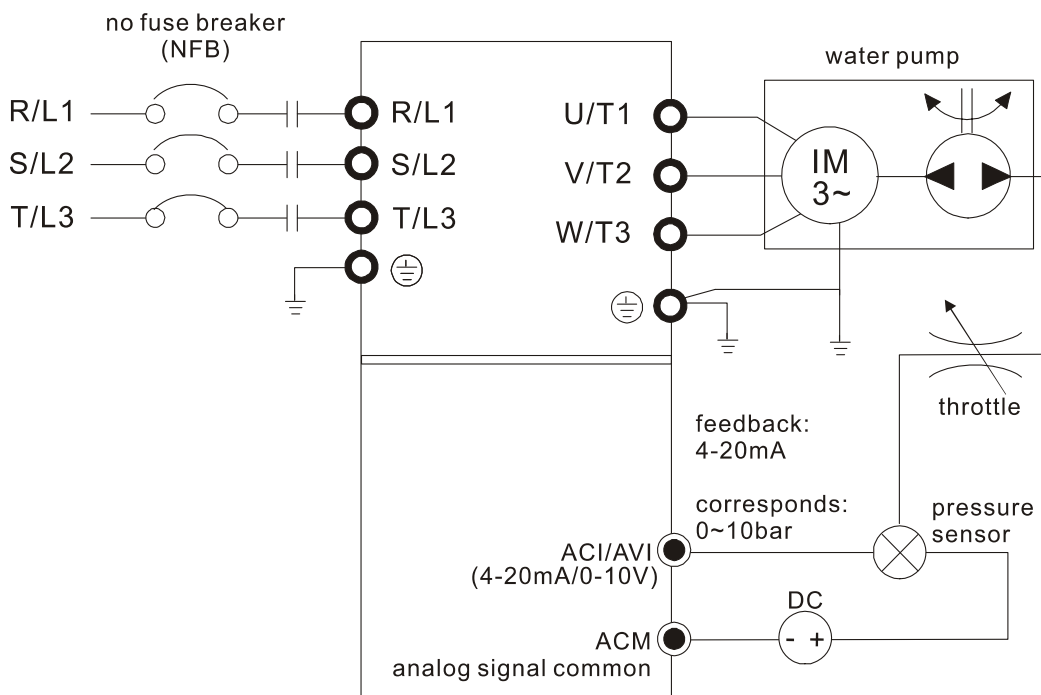 no fuse breaker
(NFB)
water pump
R/L1
R/L1
U/T1
S/L2
S/L2
V/T2
IM
3~
T/L3
T/L3
W/T3
throttle
feedback:
4-20mA
corresponds:
0~10bar
pressure
sensor
ACI/AVI
(4-20mA/0-10V)
DC
- +
ACM
analog signal common